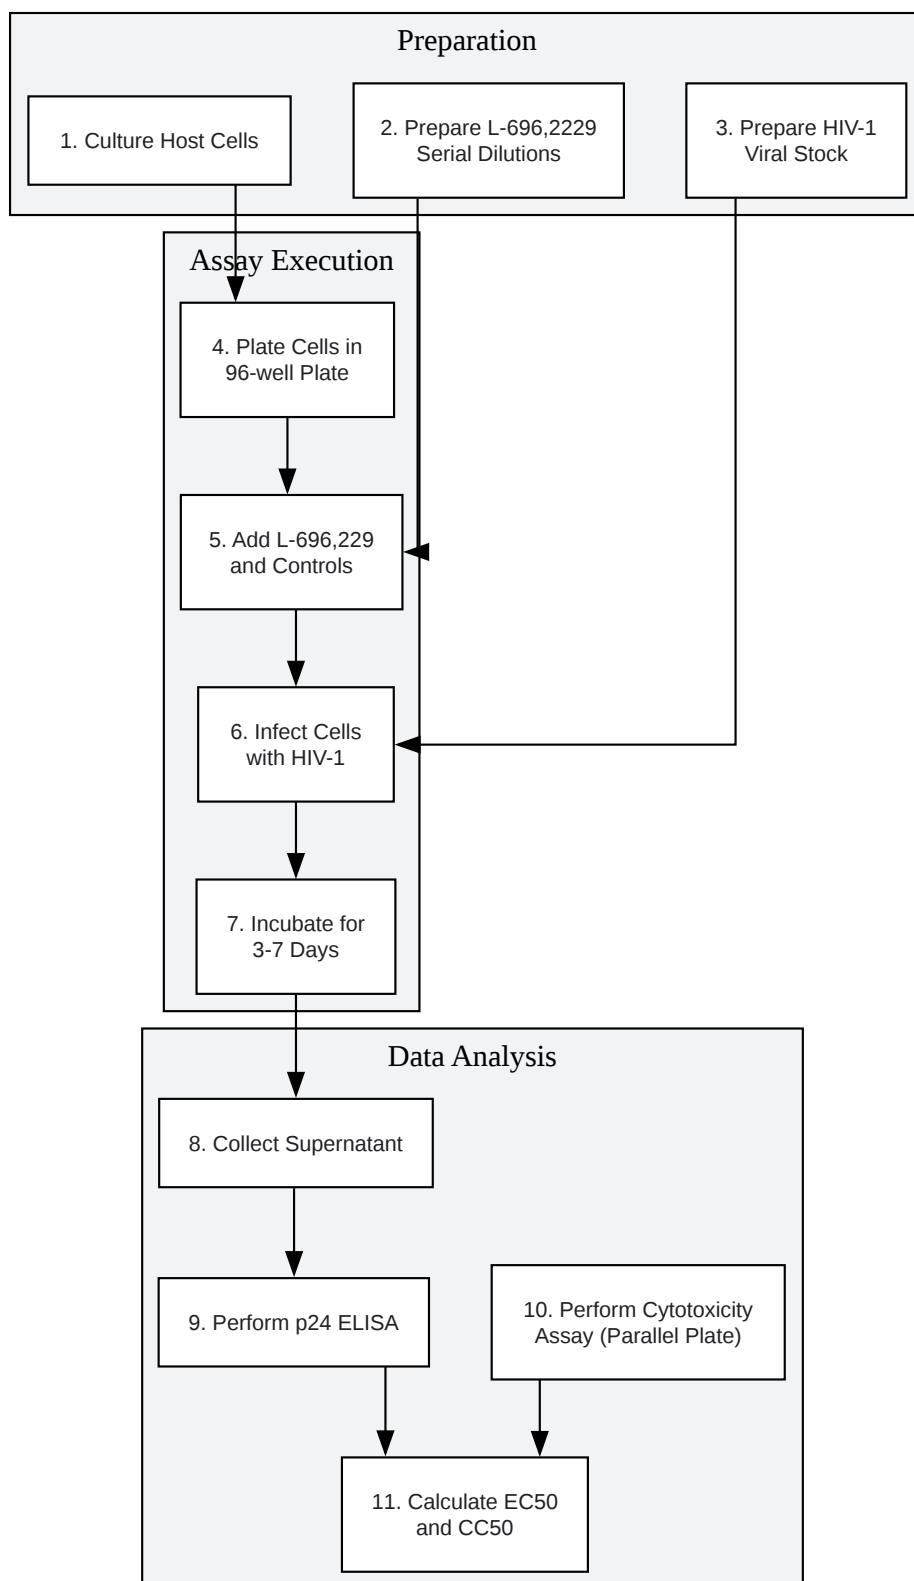 Preparation
1. Culture Host Cells
2. Prepare L-696,2229
Serial Dilutions
3. Prepare HIV-1
Viral Stock
Assay Execution
4. Plate Cells in
96-well Plate
5. Add L-696,229
and Controls
6. Infect Cells
with HIV-1
7. Incubate for
3-7 Days
Data Analysis
8. Collect Supernatant
9. Perform p24 ELISA
10. Perform Cytotoxicity
Assay (Parallel Plate)
11. Calculate EC50
and CC50